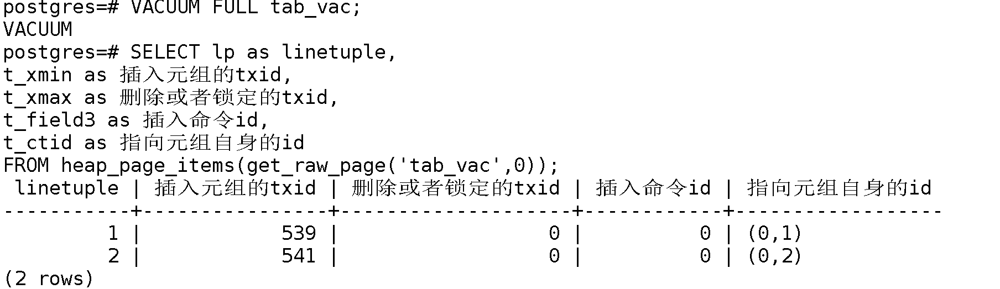 postgres=# VACUUM FULL tab_vac;
VACUUM
postgres=# SELECT lp as linetuple,
t_xmin as 插入元组的txid,
t_xmax as 删除或者锁定的txid,
t_field3 as 插入命令id,
t_ctid as 指向元组自身的id
FROM heap_page_items(get_raw_page('tab_vac',0));
 linetuple | 插入元组的txid | 删除或者锁定的txid | 插入命令id | 指向元组自身的id
-----------+----------------+--------------------+------------+------------------
         1 |            539 |                  0 |          0 | (0,1)
         2 |            541 |                  0 |          0 | (0,2)
(2 rows)